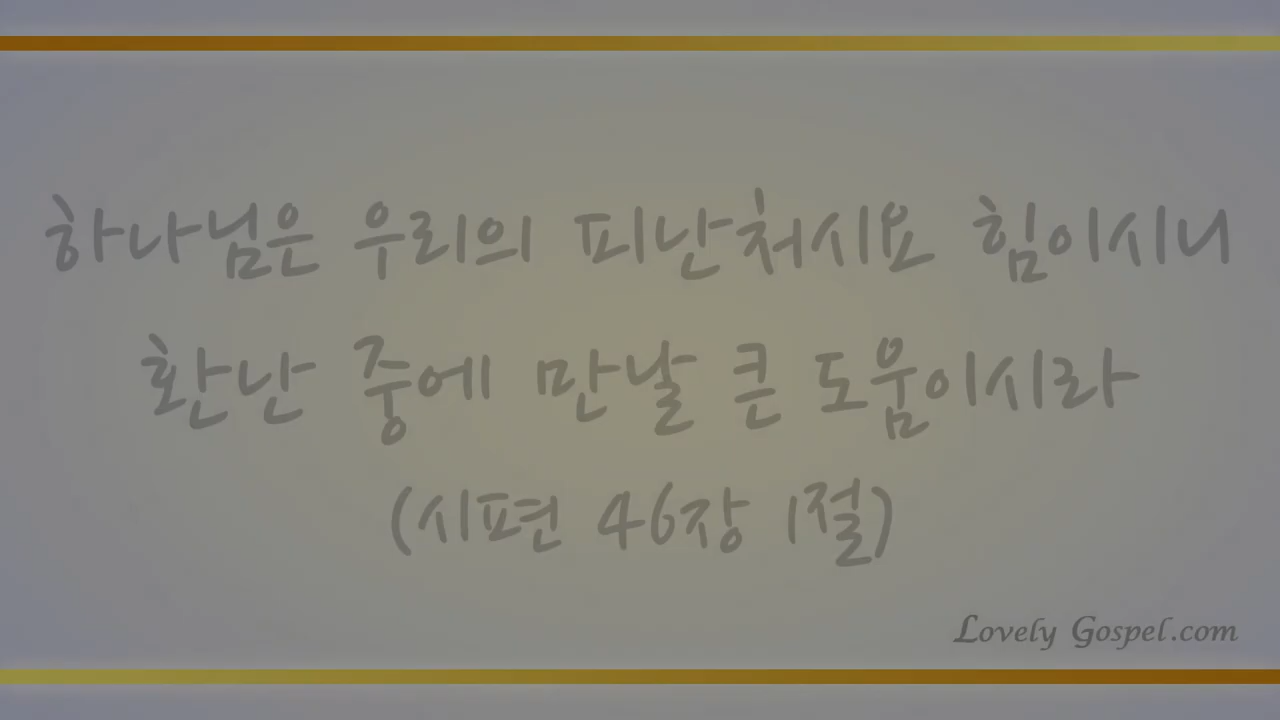 하나님은 우리의 피난처시요 힘이시니
환난 중에 만날 큰 도움이시라
(시편 46장 1절)
Lovely Gospel.com